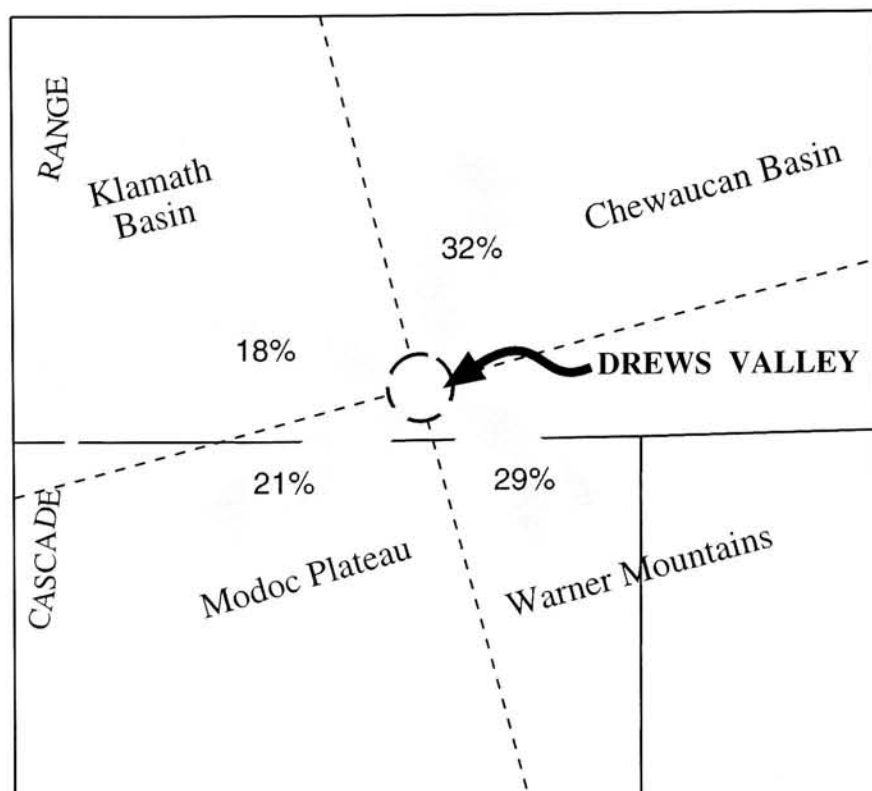 RANGE
Klamath
Basin
Chewaucan Basin
32%
18%
DREWS VALLEY
21%
29%
CASCADE
Modoc Plateau
Warner Mountains